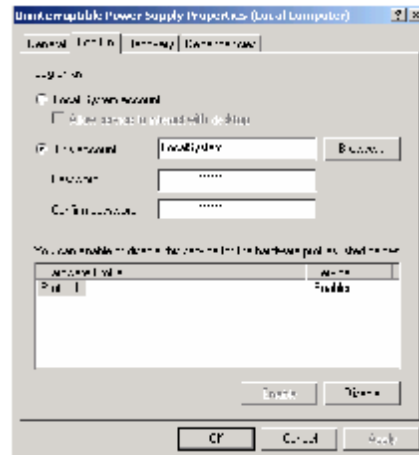 Uninterruptible Power Supply Properties (Local Computer)
General Log On Recovery Dependencies
Log on as:
Local System account
Allow service to interact with desktop
This account: LocalSystem Browse...
Password:
Confirm password:
You can enable or disable this service for the hardware profiles listed below:
Hardware Profile Service
Profile 1 Enabled
Enable Disable
OK Cancel Apply